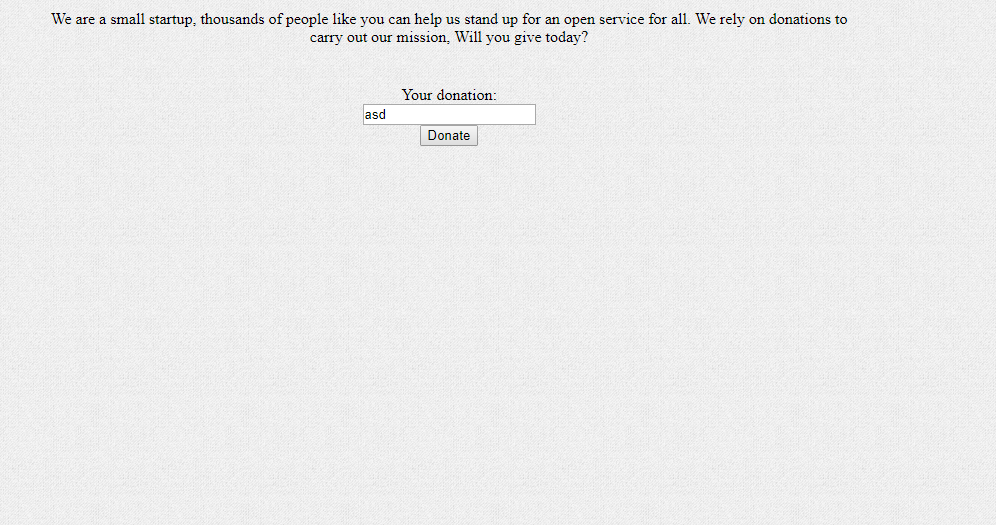 We are a small startup, thousands of people like you can help us stand up for an open service for all. We rely on donations to
carry out our mission, Will you give today?
Your donation:
asd
Donate